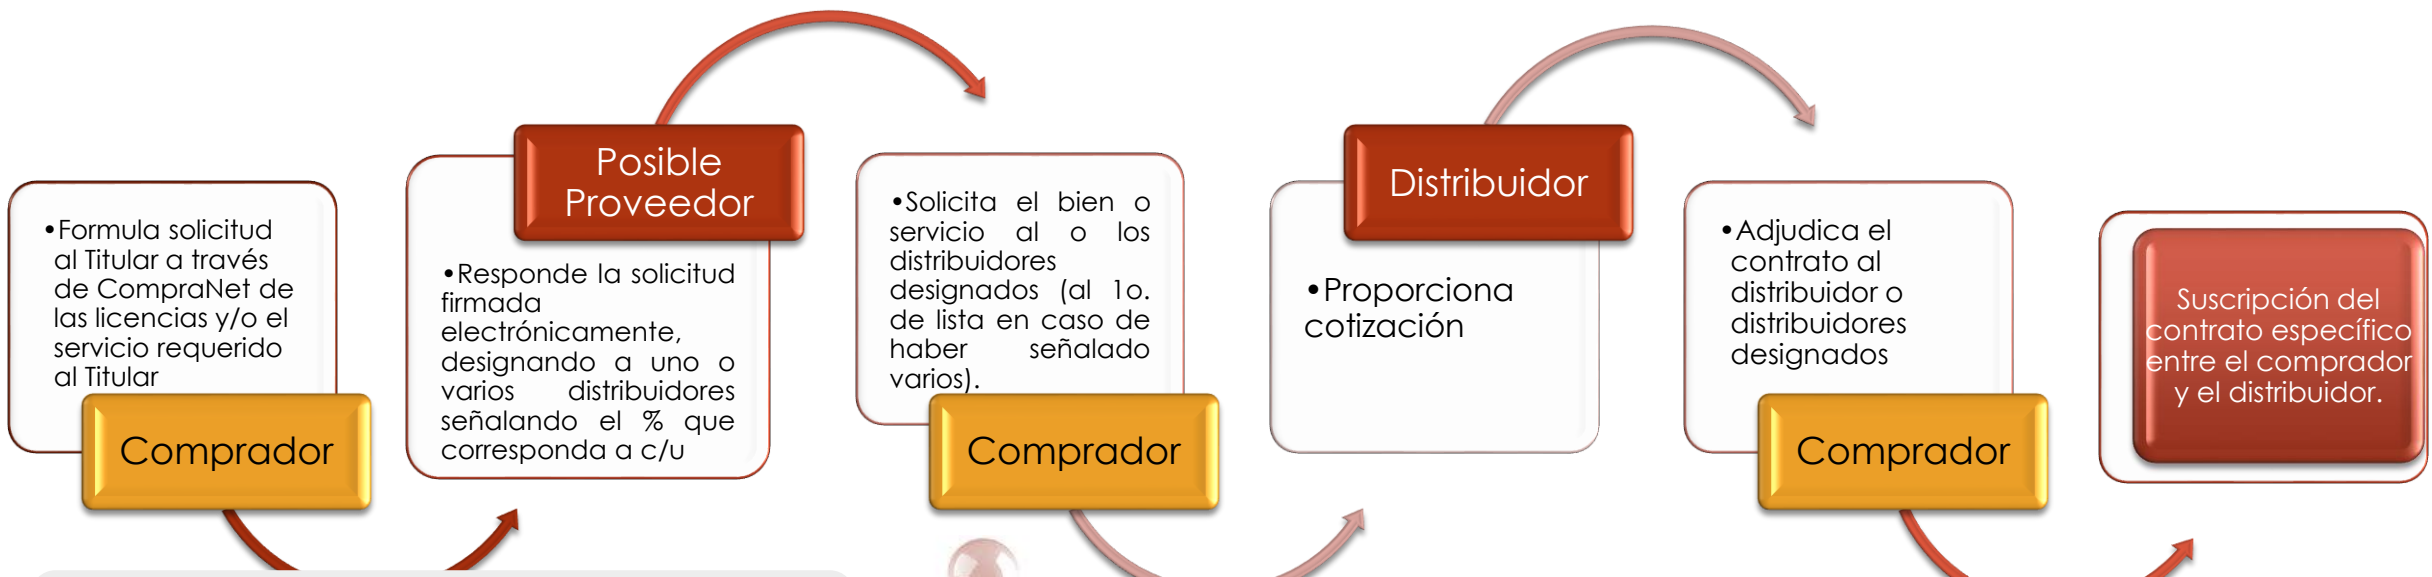 •Formula solicitud
al Titular a través
de CompraNet de
las licencias y/o el
servicio requerido
al Titular
Comprador
Posible
Proveedor
•Responde la solicitud
firmada
electrónicamente,
designando a uno o
varios distribuidores
señalando el % que
corresponda a c/u
•Solicita el bien o
servicio al o los
distribuidores
designados (al 1o.
de lista en caso de
haber señalado
varios).
Comprador
Distribuidor
•Proporciona
cotización
•Adjudica el
contrato al
distribuidor o
distribuidores
designados
Comprador
Suscripción del
contrato específico
entre el comprador
y el distribuidor.